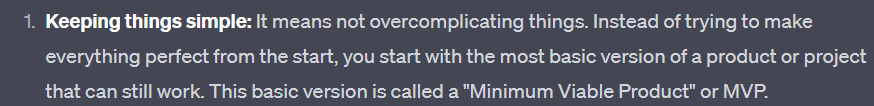 1. Keeping things simple: It means not overcomplicating things. Instead of trying to make
everything perfect from the start, you start with the most basic version of a product or project
that can still work. This basic version is called a "Minimum Viable Product" or MVP.